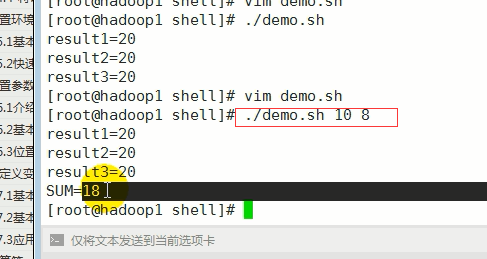 [root@hadoop1 shell]# vim demo.sh
置环境
[root@hadoop1 shell]# ./demo.sh
5.1基本
result1=20
5.2快速
result2=20
置参数
result3=20
[root@hadoop1 shell]# vim demo.sh
5.1介绍
[root@hadoop1 shell]# ./demo.sh 10 8
5.2基本
result1=20
5.3位置
result2=20
定义变
result3=20
7.1基本
SUM=18
7.2基本
[root@hadoop1 shell]#
7.3应用
仅将文本发送到当前选项卡